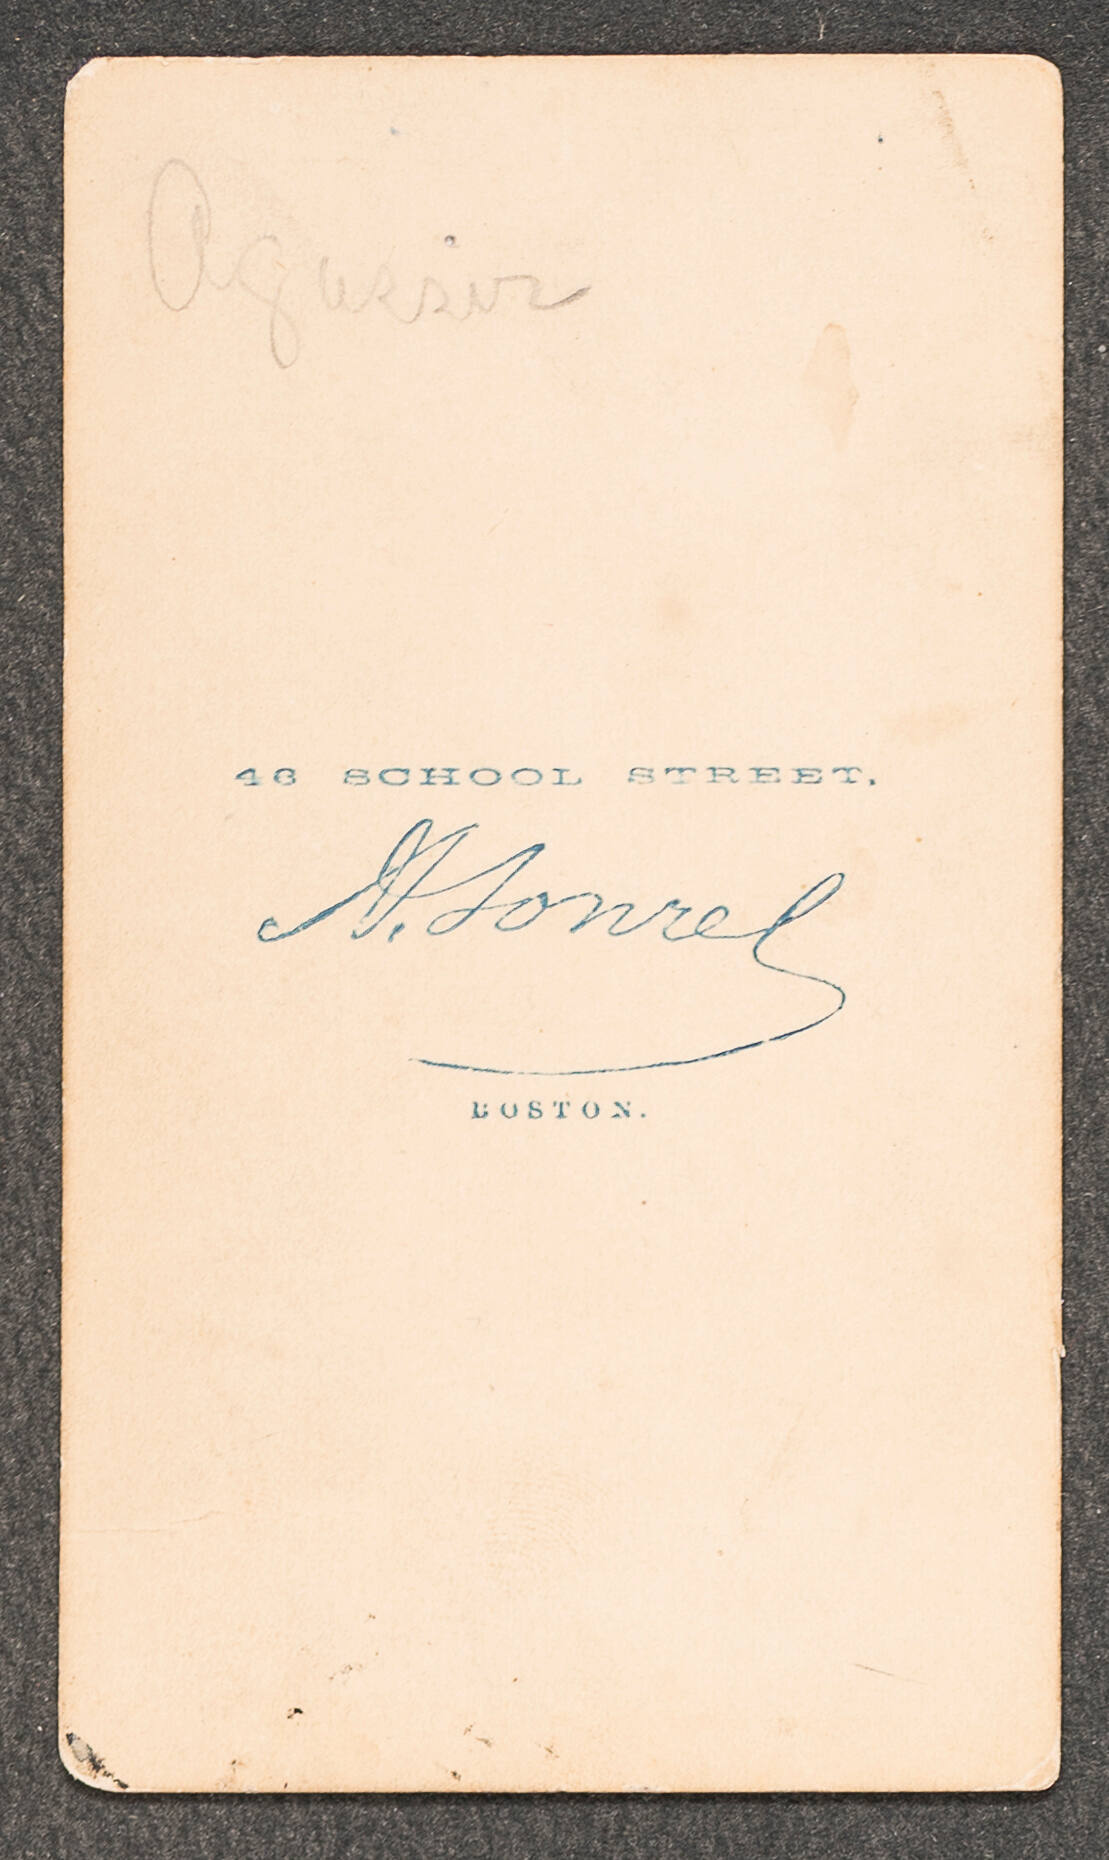 Agassiz
46 SCHOOL STREET,
A. Sonrel
BOSTON.